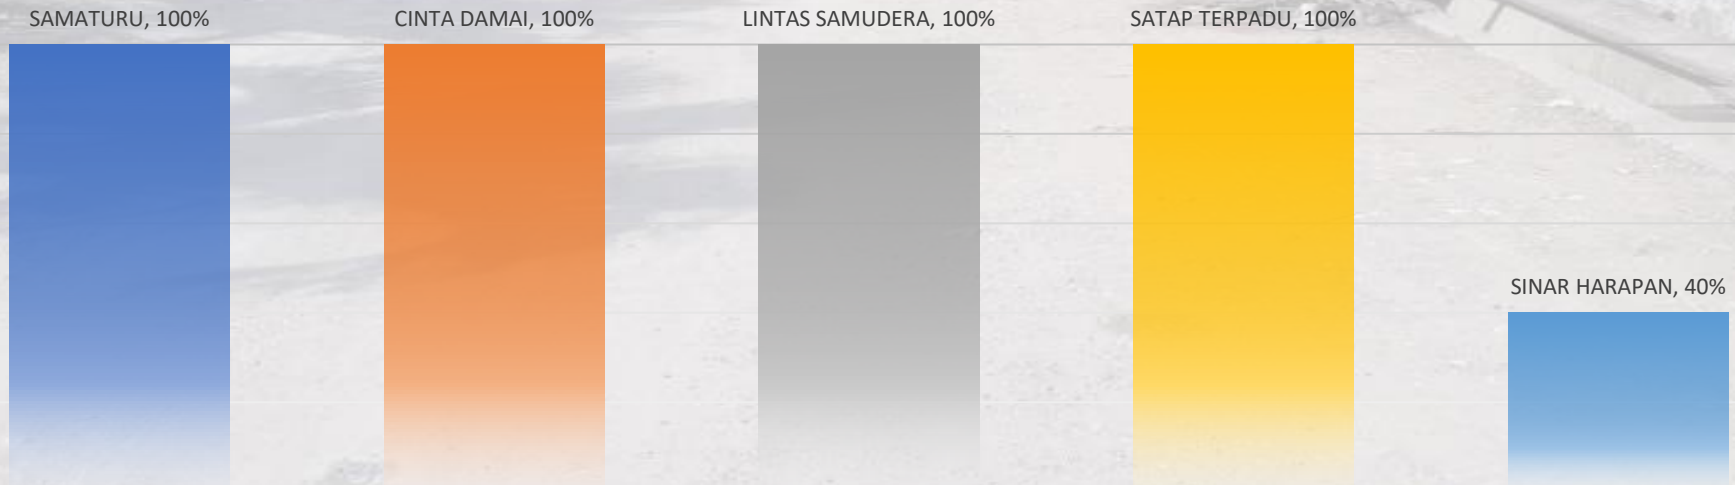 SAMATURU, 100%
CINTA DAMAI, 100%
LINTAS SAMUDERA, 100%
SATAP TERPADU, 100%
SINAR HARAPAN, 40%